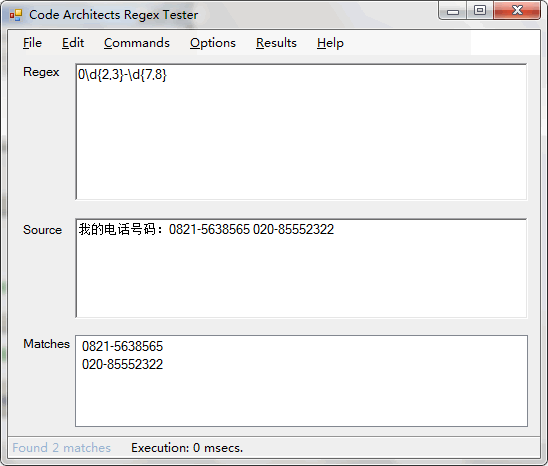 Code Architects Regex Tester
File Edit Commands Options Results Help
Regex
0\d{2,3}-\d{7,8}
Source
我的电话号码：0821-5638565 020-85552322
Matches
0821-5638565
020-85552322
Found 2 matches Execution: 0 msecs.